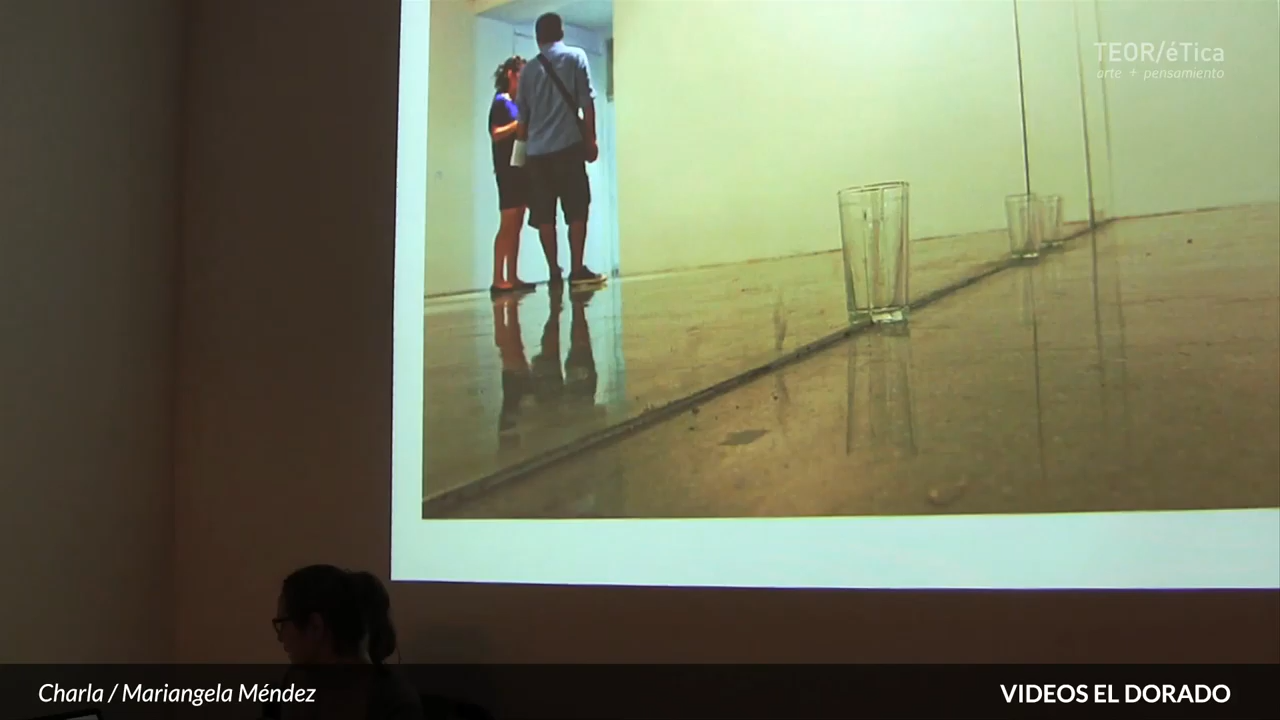 TEOR/éTica
arte + pensamiento
Charla / Mariangela Méndez
VIDEOS EL DORADO